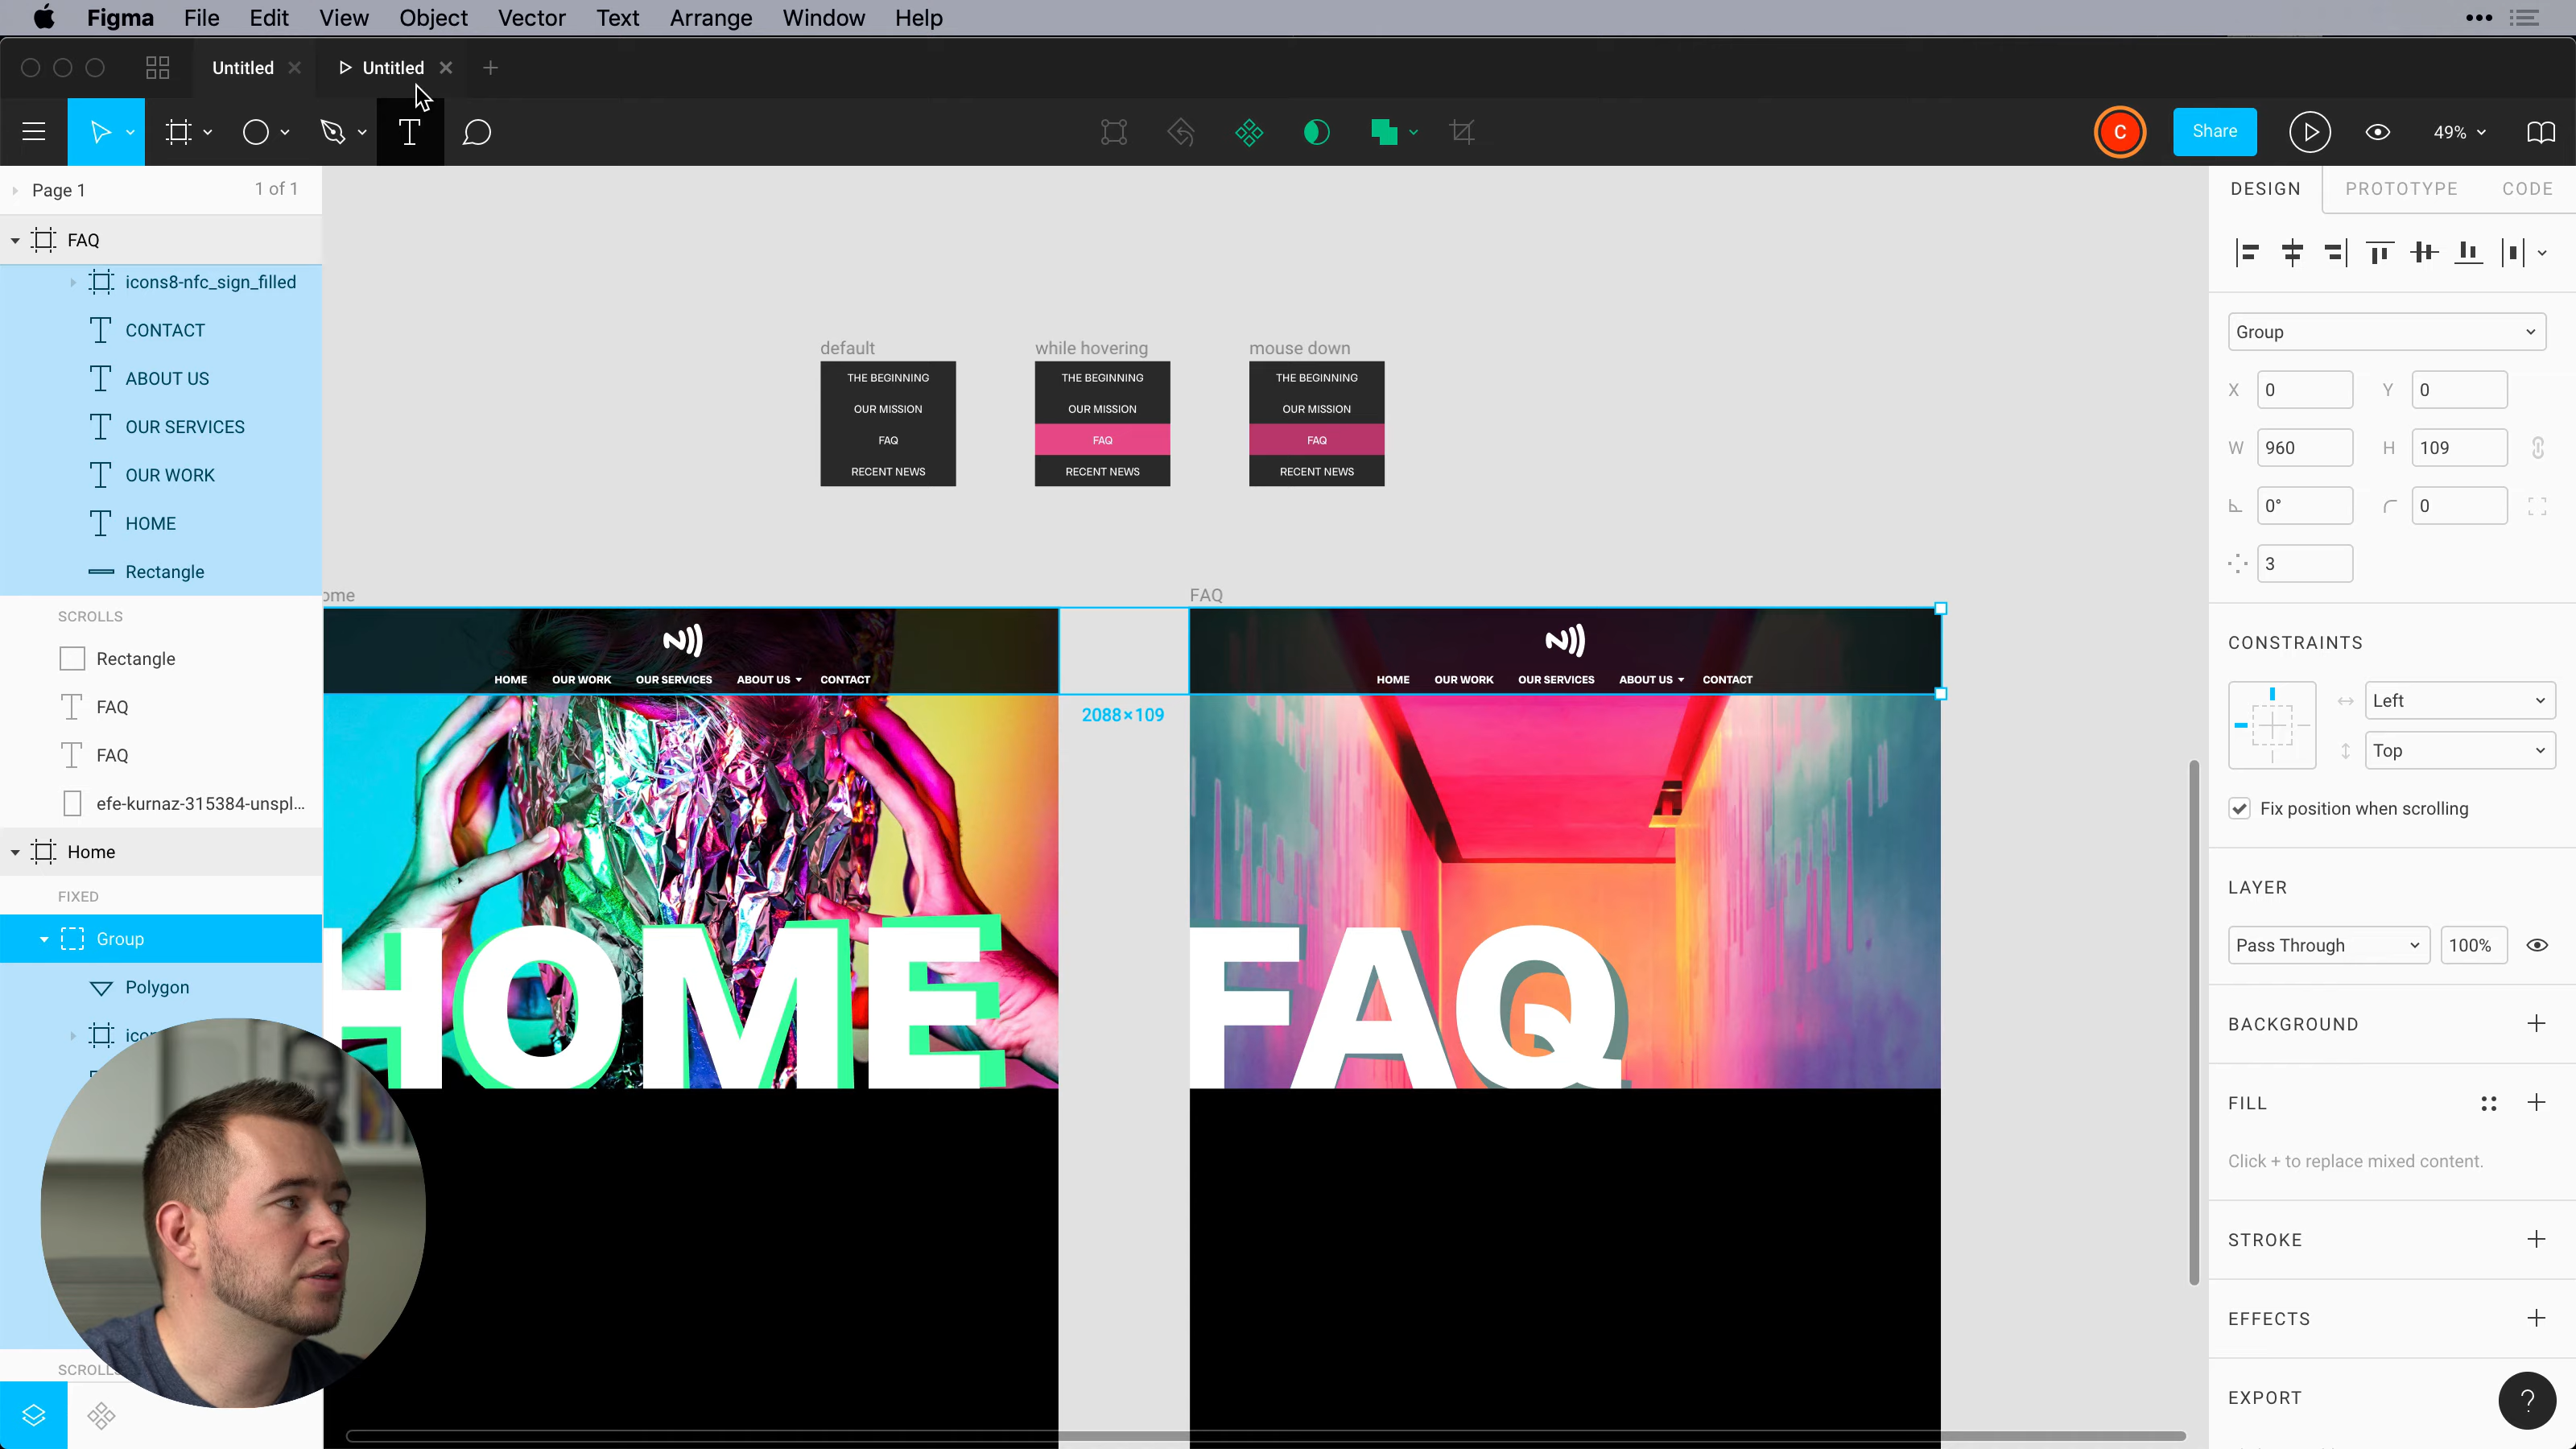 Figma File Edit View Object Vector Text Arrange Window Help
Untitled
Untitled
C
Share
49%
Page 1
1 of 1
FAQ
icons8-nfc_sign_filled
CONTACT
ABOUT US
OUR SERVICES
OUR WORK
HOME
Rectangle
SCROLLS
Rectangle
FAQ
FAQ
efe-kurnaz-315384-unspl...
Home
FIXED
Group
Polygon
default
THE BEGINNING
OUR MISSION
FAQ
RECENT NEWS
while hovering
THE BEGINNING
OUR MISSION
FAQ
RECENT NEWS
mouse down
THE BEGINNING
OUR MISSION
FAQ
RECENT NEWS
ome
HOME OUR WORK OUR SERVICES ABOUT US CONTACT
HOME
2088×109
FAQ
HOME OUR WORK OUR SERVICES ABOUT US CONTACT
FAQ
DESIGN PROTOTYPE CODE
Group
X 0 Y 0
W 960 H 109
0° 0
3
CONSTRAINTS
Left
Top
Fix position when scrolling
LAYER
Pass Through 100%
BACKGROUND
FILL
Click + to replace mixed content.
STROKE
EFFECTS
EXPORT
?